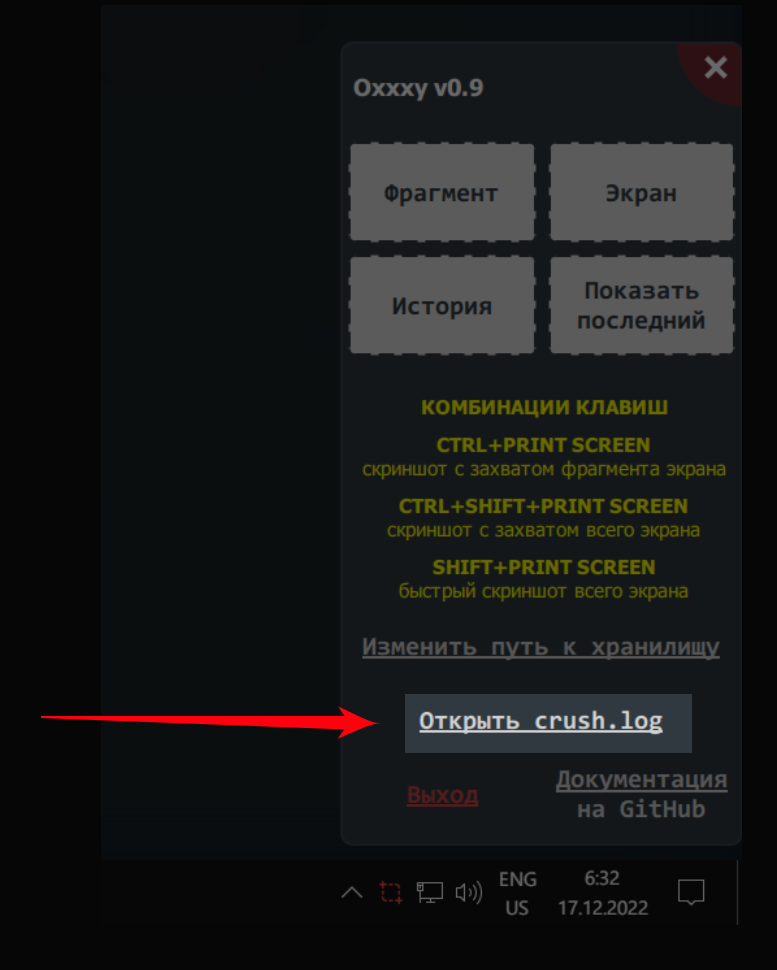 Oxxxy v0.9
Фрагмент
Экран
История
Показать
последний
КОМБИНАЦИИ КЛАВИШ
CTRL+PRINT SCREEN
скриншот с захватом фрагмента экрана
CTRL+SHIFT+PRINT SCREEN
скриншот с захватом всего экрана
SHIFT+PRINT SCREEN
быстрый скриншот всего экрана
Изменить путь к хранилищу
Открыть crush.log
Выход
Документация
на GitHub
ENG
US
6:32
17.12.2022